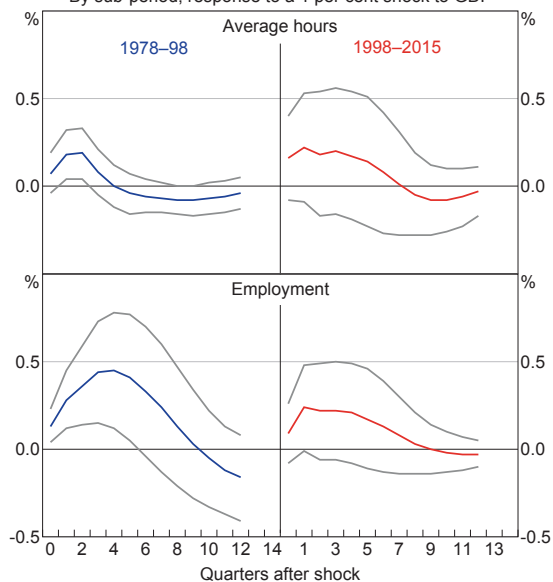 By sub-period, response to a 1 per cent shock to GDP
% Average hours %
1978–98 1998–2015
0.5 0.5
0.0 0.0
% Employment %
0.5 0.5
0.0 0.0
-0.5 -0.5
0 2 4 6 8 10 12 14 1 3 5 7 9 11 13
Quarters after shock